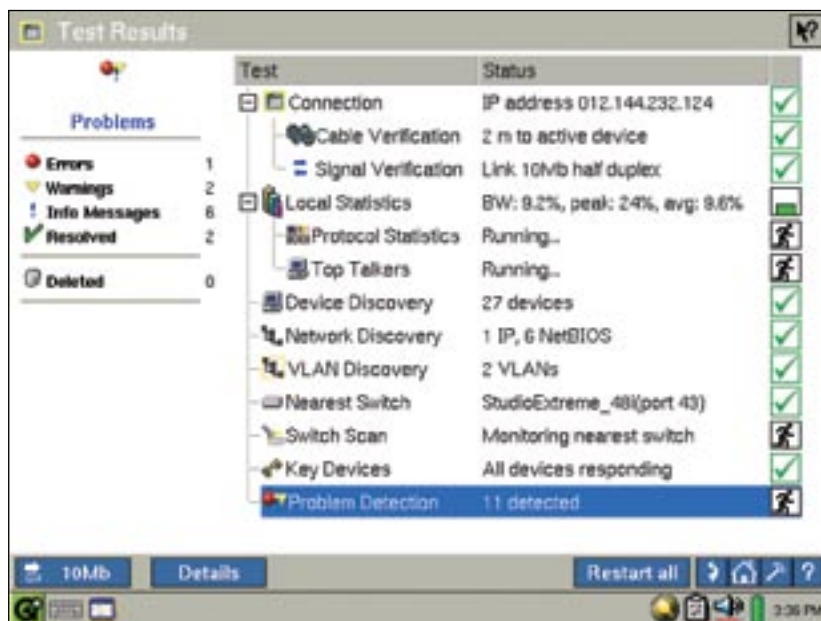 Test Results
Problems
Errors 1
Warnings 2
Info Messages 6
Resolved 2
Deleted 0
Test Status
Connection IP address 012.144.232.124
Cable Verification 2 m to active device
Signal Verification Link 10Mb half duplex
Local Statistics BW: 9.2%, peak: 24%, avg: 9.6%
Protocol Statistics Running...
Top Talkers Running...
Device Discovery 27 devices
Network Discovery 1 IP, 6 NetBIOS
VLAN Discovery 2 VLANs
Nearest Switch StudioExtreme_48i(port 43)
Switch Scan Monitoring nearest switch
Key Devices All devices responding
Problem Detection 11 detected
10Mb Details Restart all ?
3:36 PM